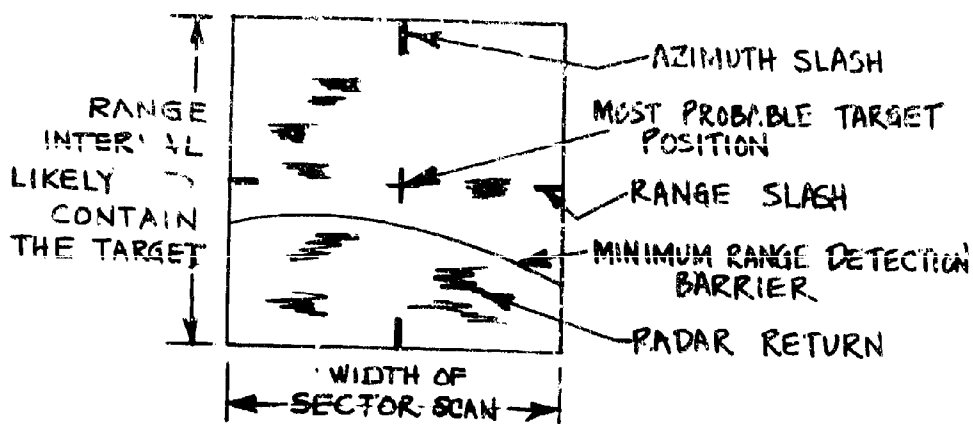 AZIMUTH SLASH
MOST PROBABLE TARGET
POSITION
RANGE SLASH
MINIMUM RANGE DETECTION
BARRIER
RADAR RETURN
RANGE
LIKELY
CONTAIN
THE TARGET
WIDTH OF
SECTOR SCAN